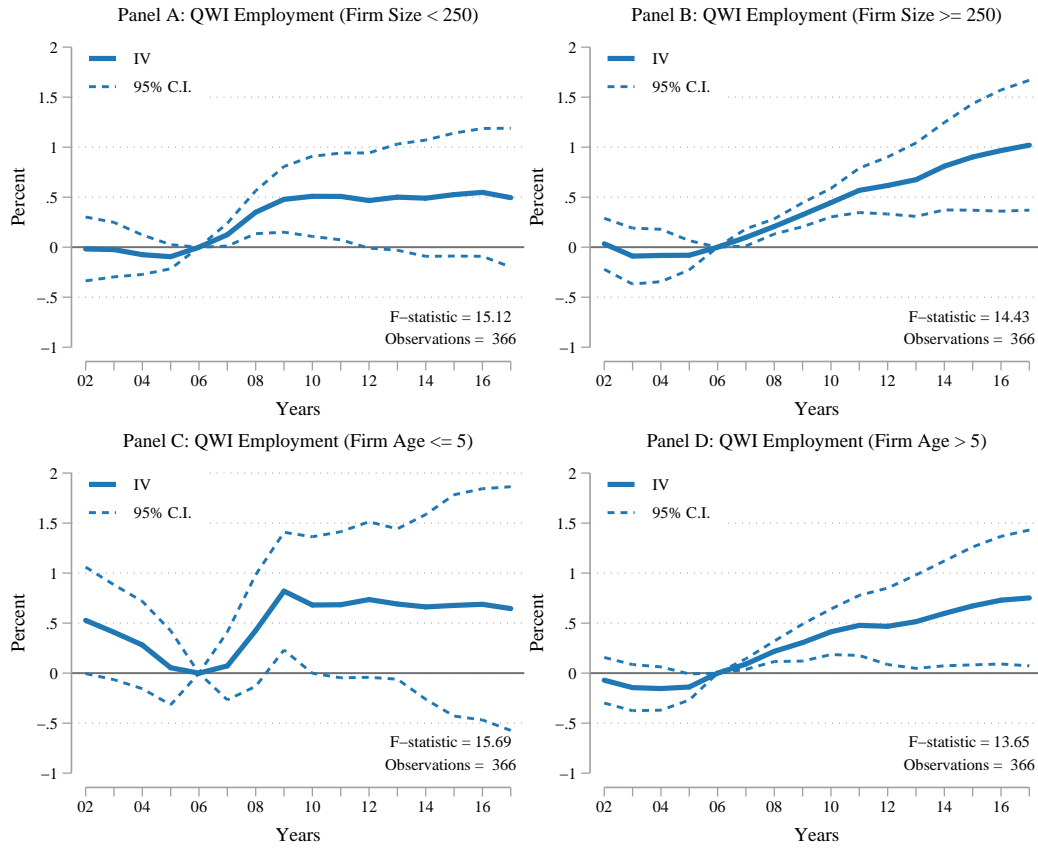 Panel A: QWI Employment (Firm Size < 250)
IV
95% C.I.
2
1.5
1
.5
0
−.5
−1
Percent
F−statistic = 15.12
Observations = 366
02 04 06 08 10 12 14 16
Years
Panel B: QWI Employment (Firm Size >= 250)
IV
95% C.I.
2
1.5
1
.5
0
−.5
−1
Percent
F−statistic = 14.43
Observations = 366
02 04 06 08 10 12 14 16
Years
Panel C: QWI Employment (Firm Age <= 5)
IV
95% C.I.
2
1.5
1
.5
0
−.5
−1
Percent
F−statistic = 15.69
Observations = 366
02 04 06 08 10 12 14 16
Years
Panel D: QWI Employment (Firm Age > 5)
IV
95% C.I.
2
1.5
1
.5
0
−.5
−1
Percent
F−statistic = 13.65
Observations = 366
02 04 06 08 10 12 14 16
Years